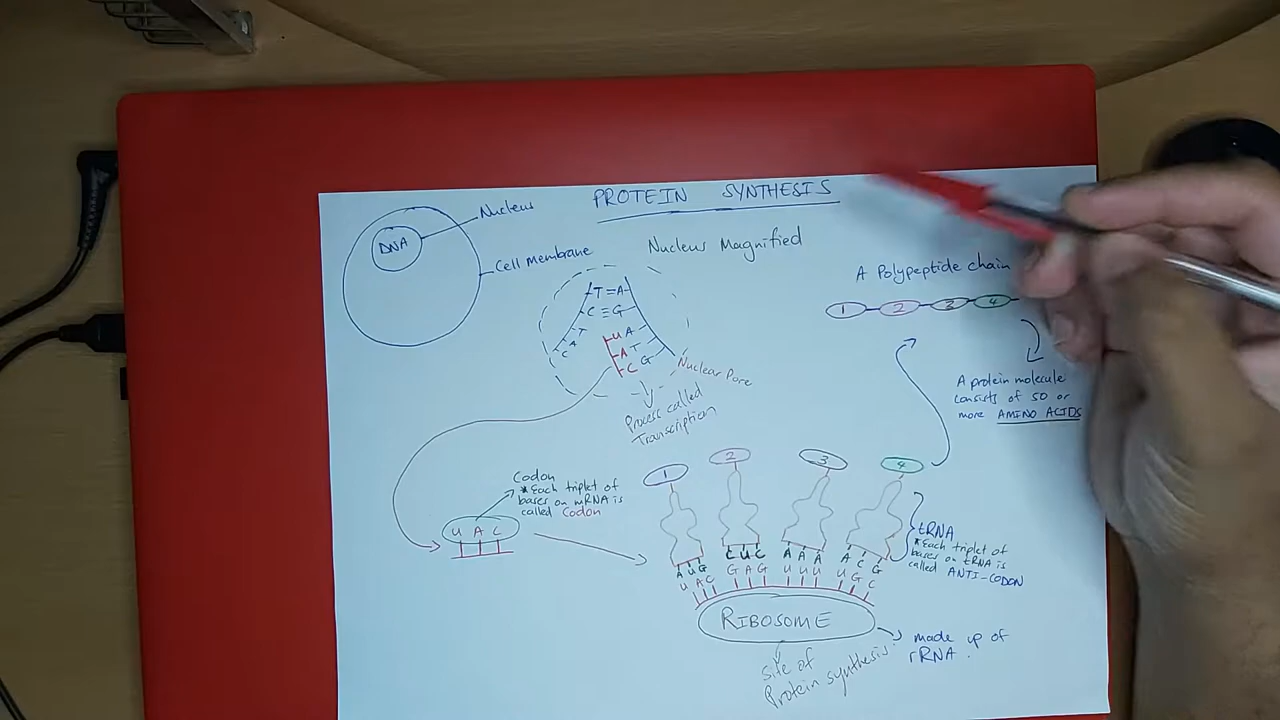 PROTEIN SYNTHESIS
Nucleus
DNA
Cell membrane
Nucleus Magnified
T=A
C≡G
U A
A T
C G
T
A
C
Nuclear Pore
Process called
Transcription
A Polypeptide chain
1 2 3 4
A protein molecule
consists of 50 or
more AMINO ACIDS
Codon
*Each triplet of
bases on mRNA is
called Codon
U A C
1 2 3 4
tRNA
*Each triplet of
bases on tRNA is
called ANTI-CODON
A U G C U C A A A A C G
U A C G A G U U U U G C
RIBOSOME
made up of
rRNA.
site of
Protein synthesis.